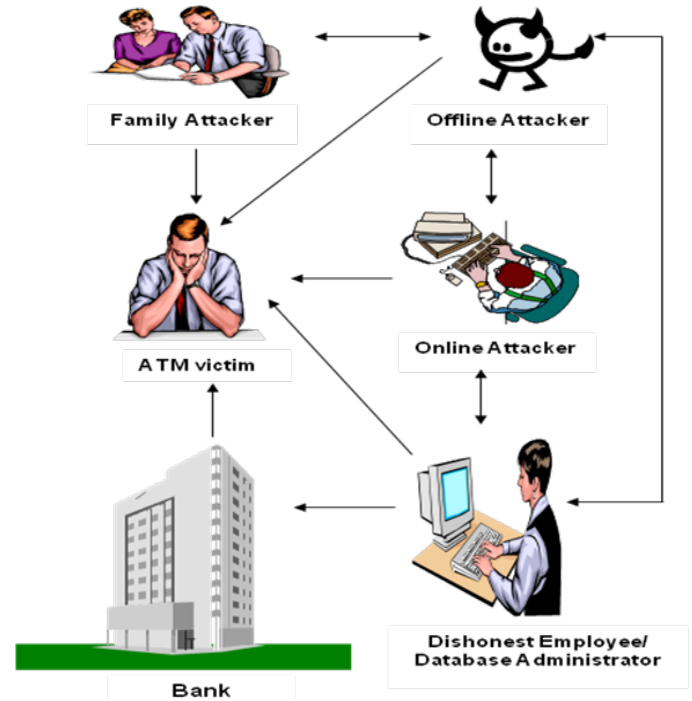 Family Attacker
Offline Attacker
ATM victim
Online Attacker
Bank
Dishonest Employee/
Database Administrator